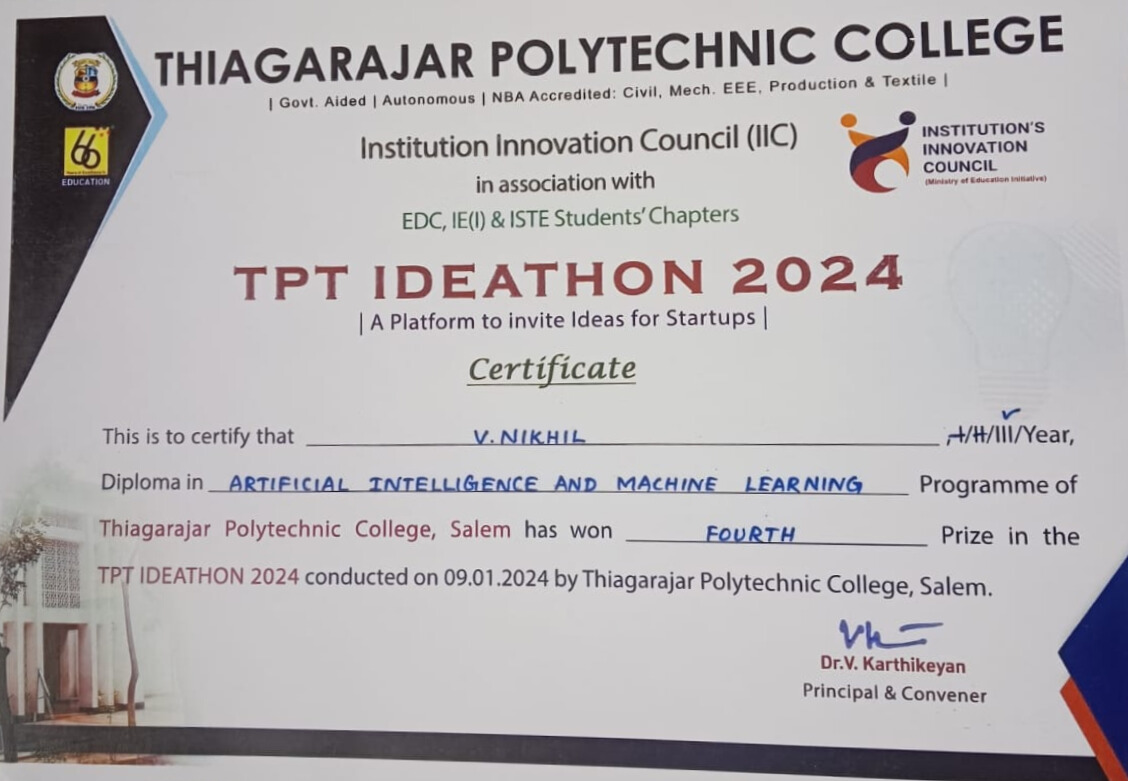 THIAGARAJAR POLYTECHNIC COLLEGE
| Govt. Aided | Autonomous | NBA Accredited: Civil, Mech. EEE, Production & Textile |
66
EDUCATION
Institution Innovation Council (IIC)
INSTITUTION'S
INNOVATION
COUNCIL
(Ministry of Education Initiative)
in association with
EDC, IE(I) & ISTE Students' Chapters
TPT IDEATHON 2024
| A Platform to invite Ideas for Startups |
Certificate
This is to certify that V. NIKHIL I/II/III/Year,
Diploma in ARTIFICIAL INTELLIGENCE AND MACHINE LEARNING Programme of
Thiagarajar Polytechnic College, Salem has won FOURTH Prize in the
TPT IDEATHON 2024 conducted on 09.01.2024 by Thiagarajar Polytechnic College, Salem.
Dr.V. Karthikeyan
Principal & Convener